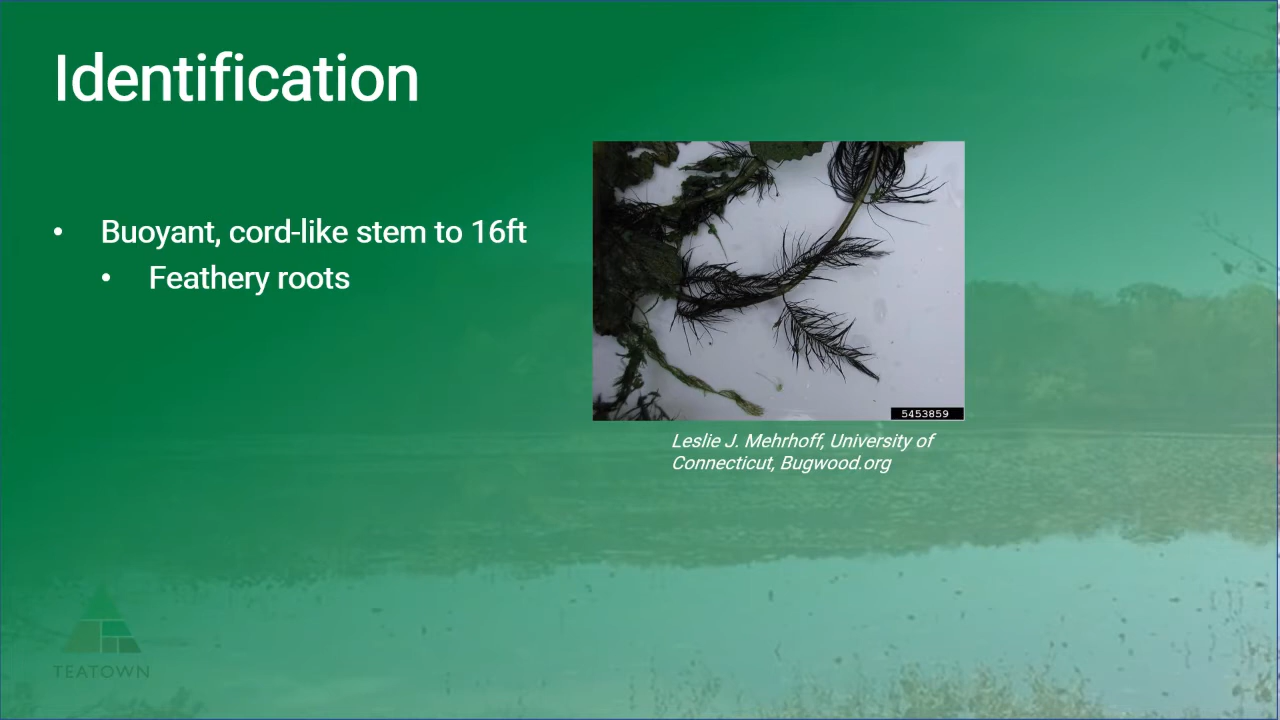 Identification
• Buoyant, cord-like stem to 16ft
• Feathery roots
5453859
Leslie J. Mehrhoff, University of
Connecticut, Bugwood.org
TEATOWN